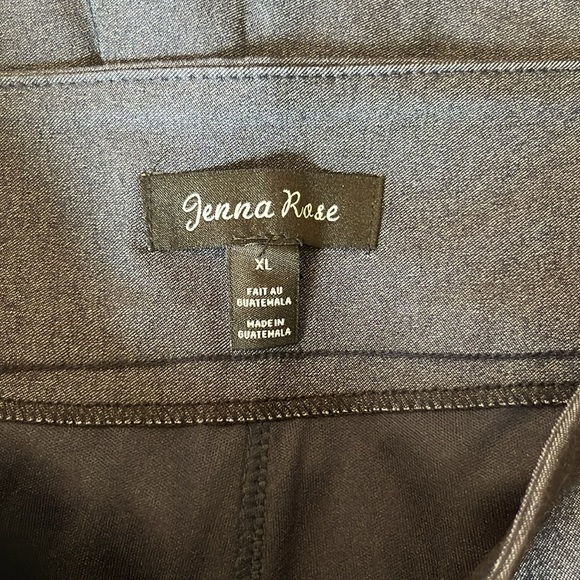 Jenna Rose
XL
FAIT AU
GUATEMALA
MADE IN
GUATEMALA